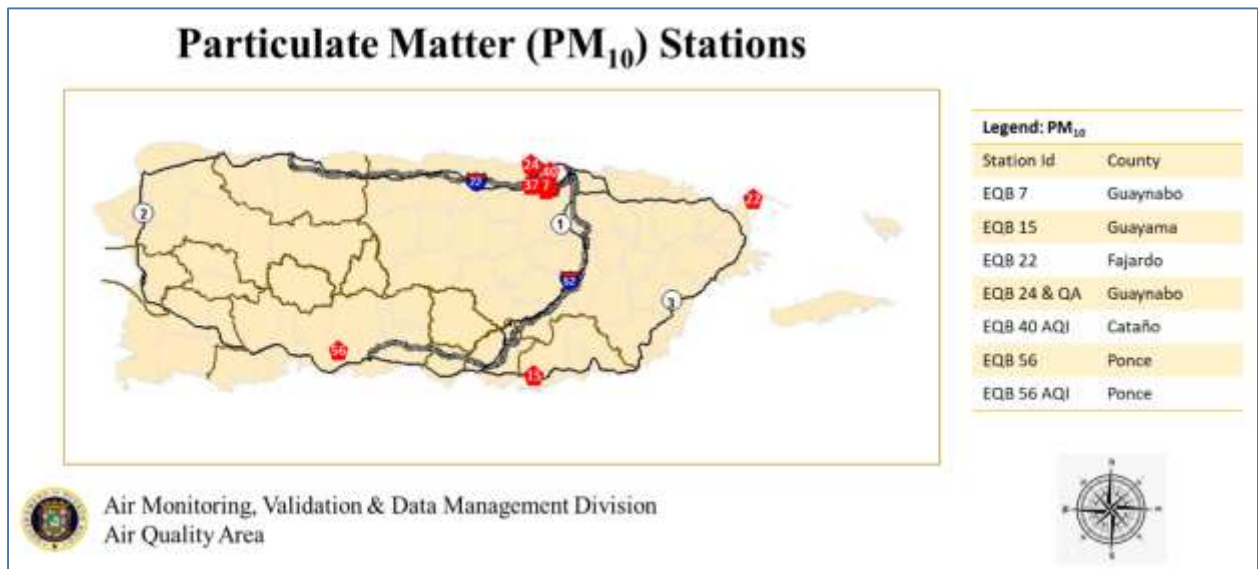 Particulate Matter (PM₁₀) Stations
24
40
22 37 7 22
2
1
52
3
56
15
Legend: PM₁₀
Station Id County
EQB 7 Guaynabo
EQB 15 Guayama
EQB 22 Fajardo
EQB 24 & QA Guaynabo
EQB 40 AQI Cataño
EQB 56 Ponce
EQB 56 AQI Ponce
N
Air Monitoring, Validation & Data Management Division
Air Quality Area